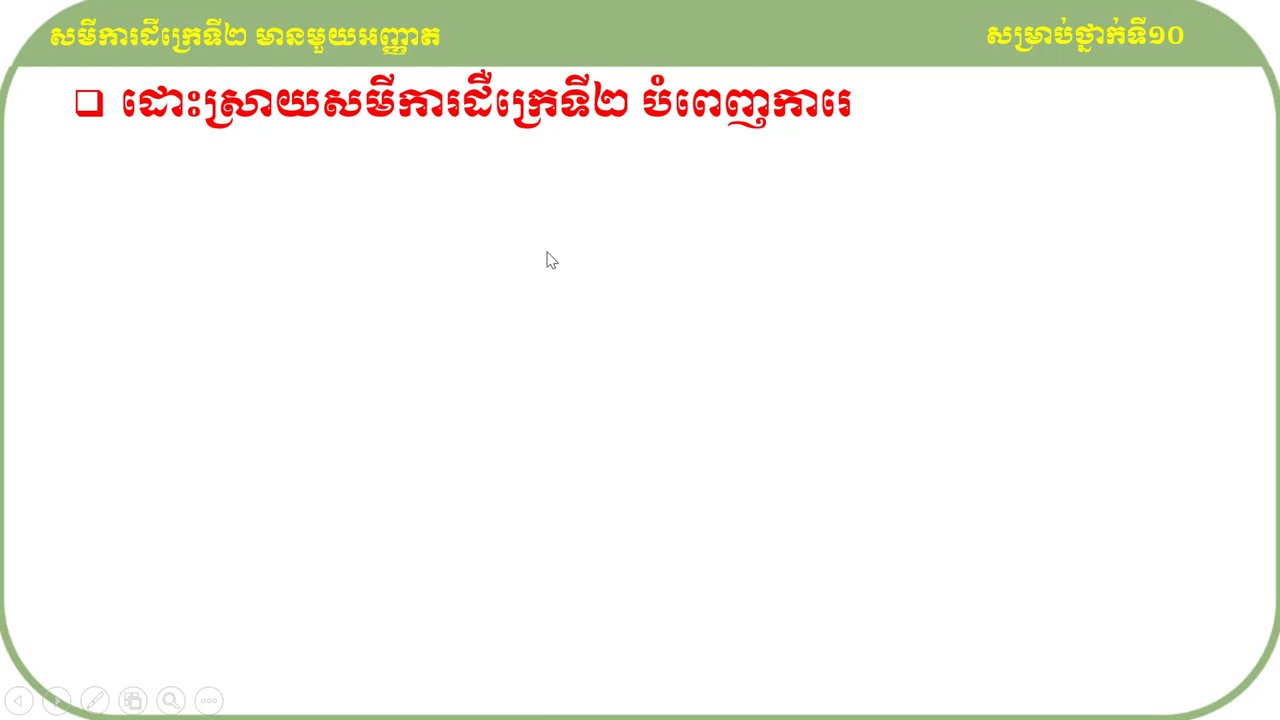 សមីការដឺក្រេទី២ មានមួយអញ្ញាត
សម្រាប់ថ្នាក់ទី១០
❑ ដោះស្រាយសមីការដឺក្រេទី២ បំពេញការេ